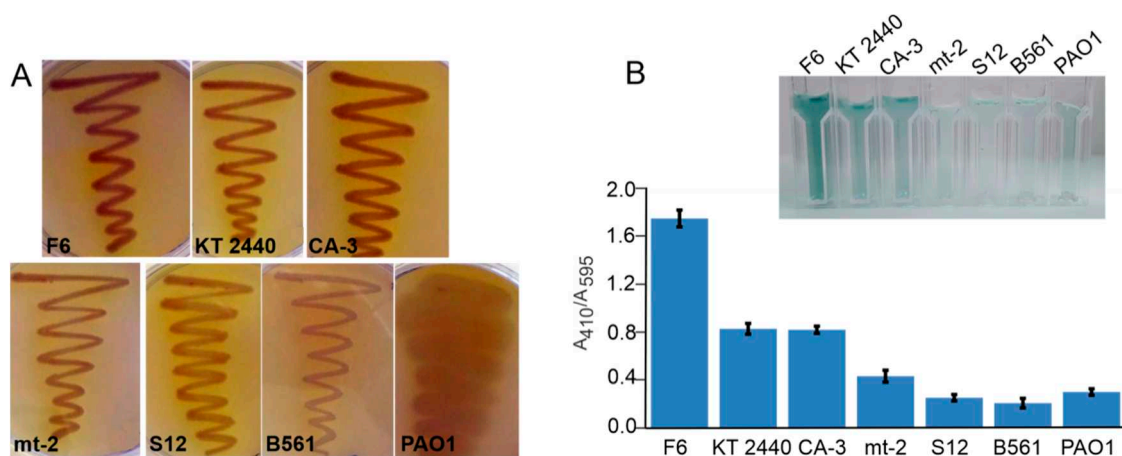 A
F6 KT 2440 CA-3
mt-2 S12 B561 PAO1
B
F6 KT 2440 CA-3 mt-2 S12 B561 PAO1
A410/A595
2.0
1.6
1.2
0.8
0.4
0.0
F6 KT 2440 CA-3 mt-2 S12 B561 PAO1